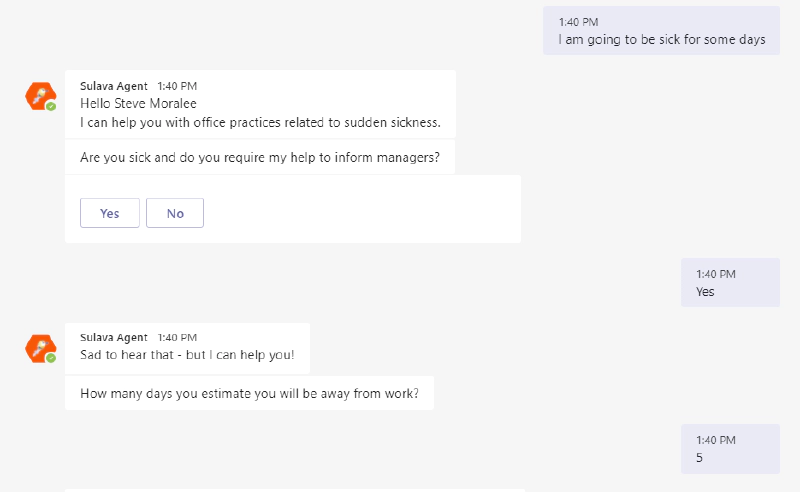 1:40 PM
I am going to be sick for some days
Sulava Agent 1:40 PM
Hello Steve Moralee
I can help you with office practices related to sudden sickness.
Are you sick and do you require my help to inform managers?
Yes No
1:40 PM
Yes
Sulava Agent 1:40 PM
Sad to hear that - but I can help you!
How many days you estimate you will be away from work?
1:40 PM
5